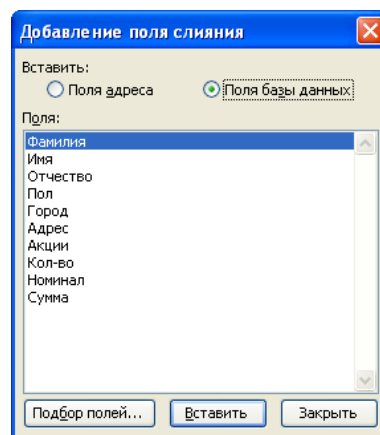 Добавление поля слияния
Вставить:
Поля адреса Поля базы данных
Поля:
Фамилия
Имя
Отчество
Пол
Город
Адрес
Акции
Кол-во
Номинал
Сумма
Подбор полей... Вставить Закрыть